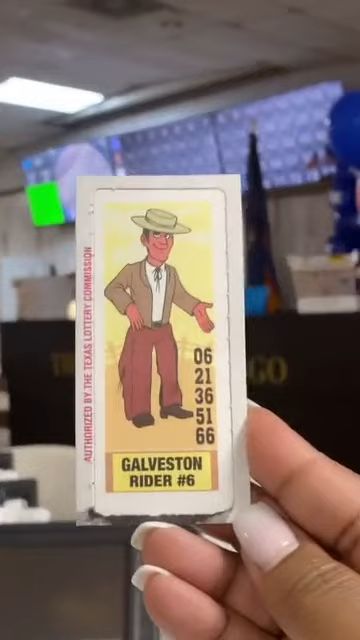 AUTHORIZED BY THE TEXAS LOTTERY COMMISSION
06
21
36
51
66
GALVESTON
RIDER #6